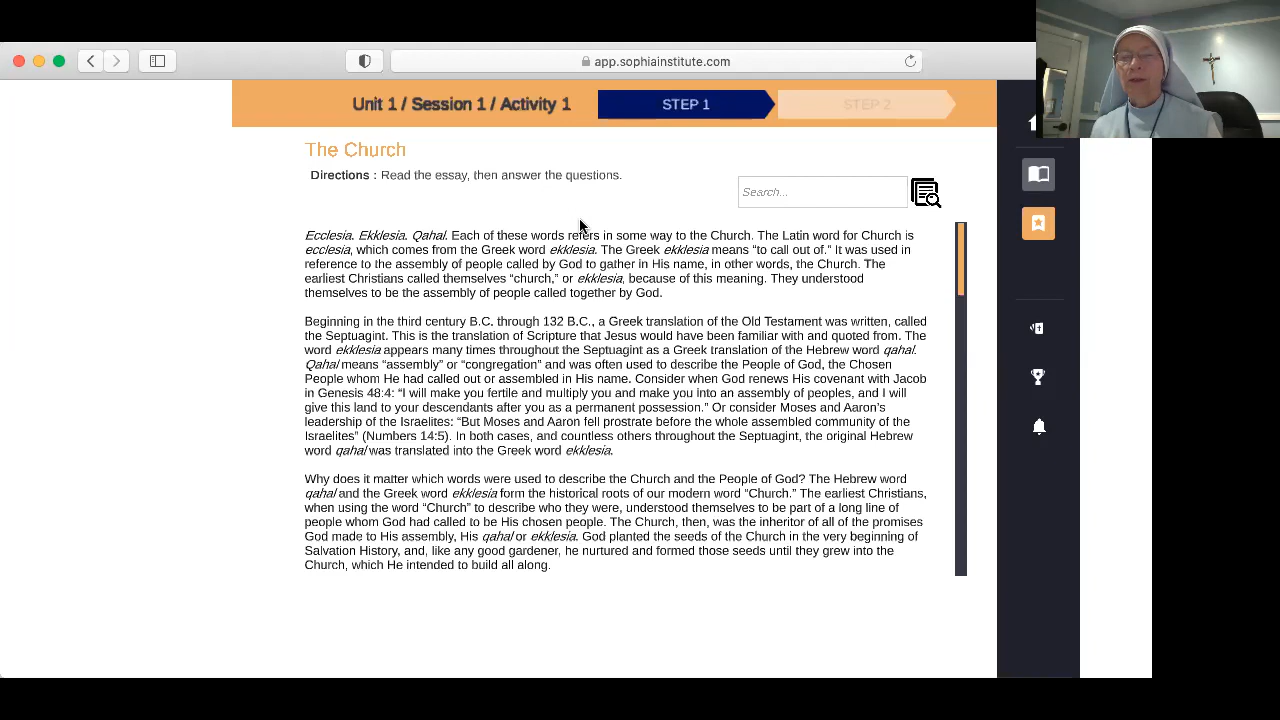 app.sophiainstitute.com
Unit 1 / Session 1 / Activity 1
STEP 1
STEP 2
The Church
Directions : Read the essay, then answer the questions.
Search...
Ecclesia. Ekklesia. Qahal. Each of these words refers in some way to the Church. The Latin word for Church is
ecclesia, which comes from the Greek word ekklesia. The Greek ekklesia means “to call out of.” It was used in
reference to the assembly of people called by God to gather in His name, in other words, the Church. The
earliest Christians called themselves “church,” or ekklesia, because of this meaning. They understood
themselves to be the assembly of people called together by God.
Beginning in the third century B.C. through 132 B.C., a Greek translation of the Old Testament was written, called
the Septuagint. This is the translation of Scripture that Jesus would have been familiar with and quoted from. The
word ekklesia appears many times throughout the Septuagint as a Greek translation of the Hebrew word qahal.
Qahal means “assembly” or “congregation” and was often used to describe the People of God, the Chosen
People whom He had called out or assembled in His name. Consider when God renews His covenant with Jacob
in Genesis 48:4: “I will make you fertile and multiply you and make you into an assembly of peoples, and I will
give this land to your descendants after you as a permanent possession.” Or consider Moses and Aaron’s
leadership of the Israelites: “But Moses and Aaron fell prostrate before the whole assembled community of the
Israelites” (Numbers 14:5). In both cases, and countless others throughout the Septuagint, the original Hebrew
word qahal was translated into the Greek word ekklesia.
Why does it matter which words were used to describe the Church and the People of God? The Hebrew word
qahal and the Greek word ekklesia form the historical roots of our modern word “Church.” The earliest Christians,
when using the word “Church” to describe who they were, understood themselves to be part of a long line of
people whom God had called to be His chosen people. The Church, then, was the inheritor of all of the promises
God made to His assembly, His qahal or ekklesia. God planted the seeds of the Church in the very beginning of
Salvation History, and, like any good gardener, he nurtured and formed those seeds until they grew into the
Church, which He intended to build all along.